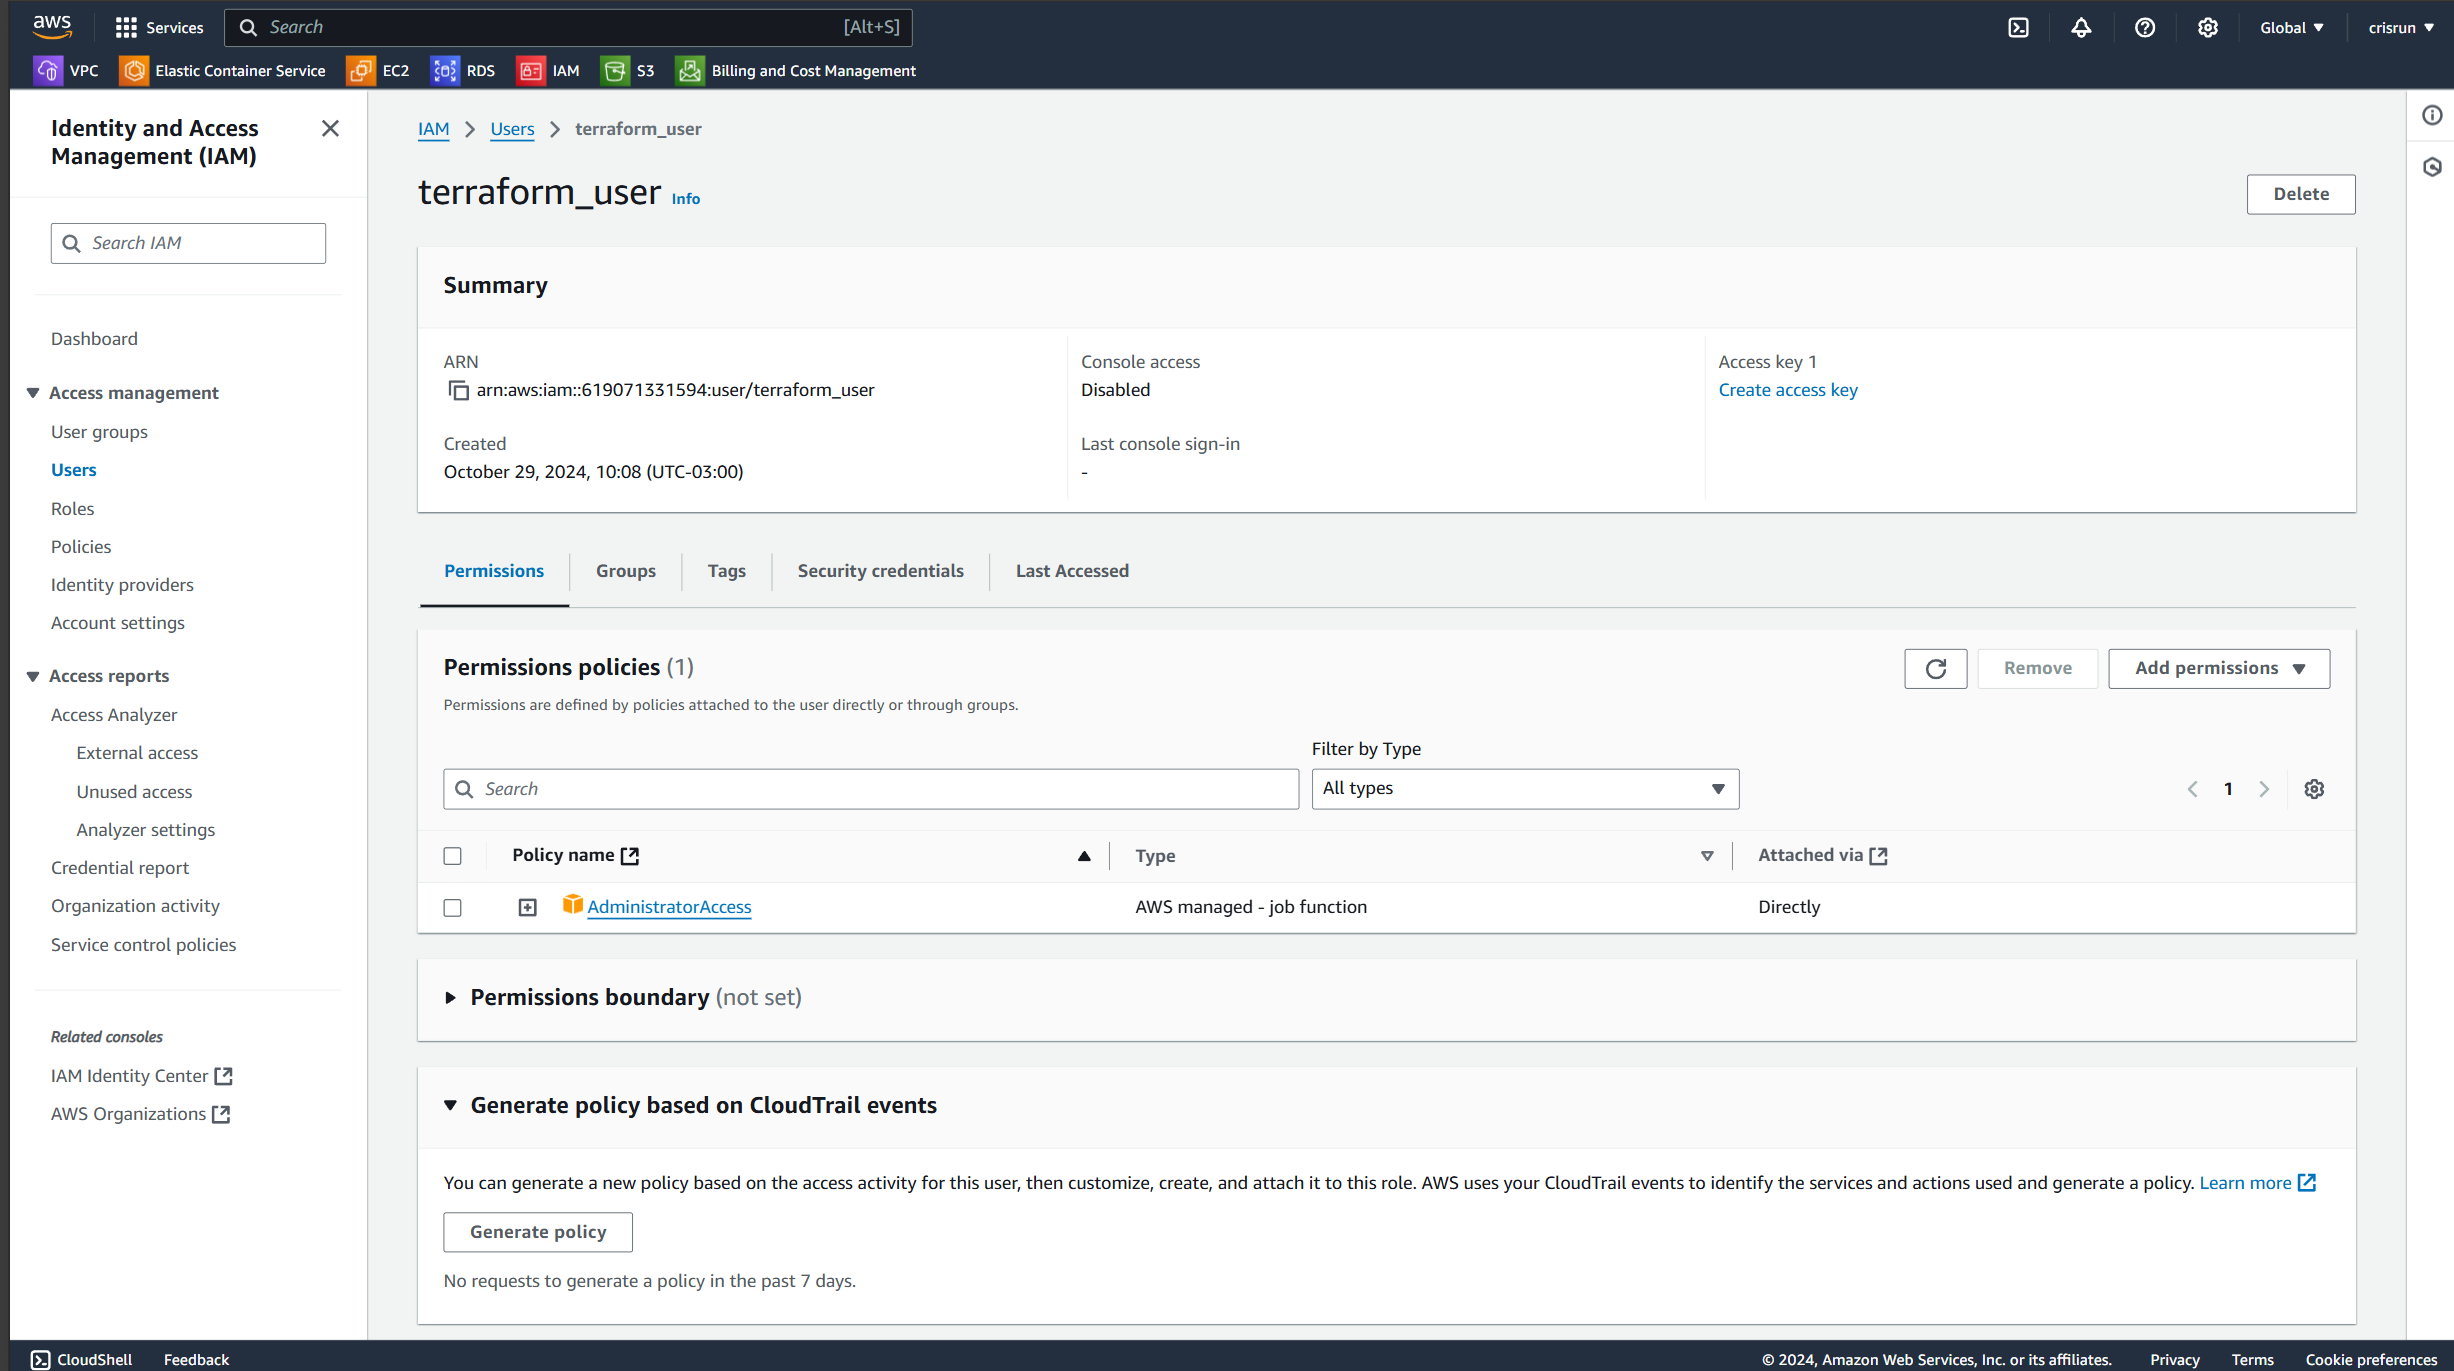 aws
Services
Search [Alt+S]
Global
crisrun
VPC
Elastic Container Service
EC2
RDS
IAM
S3
Billing and Cost Management
Identity and Access
Management (IAM)
Search IAM
Dashboard
Access management
User groups
Users
Roles
Policies
Identity providers
Account settings
Access reports
Access Analyzer
External access
Unused access
Analyzer settings
Credential report
Organization activity
Service control policies
Related consoles
IAM Identity Center
AWS Organizations
IAM > Users > terraform_user
terraform_user Info
Delete
Summary
ARN
arn:aws:iam::619071331594:user/terraform_user
Created
October 29, 2024, 10:08 (UTC-03:00)
Console access
Disabled
Last console sign-in
-
Access key 1
Create access key
Permissions
Groups
Tags
Security credentials
Last Accessed
Permissions policies (1)
Permissions are defined by policies attached to the user directly or through groups.
Remove
Add permissions
Filter by Type
Search
All types
1
Policy name
Type
Attached via
AdministratorAccess
AWS managed - job function
Directly
Permissions boundary (not set)
Generate policy based on CloudTrail events
You can generate a new policy based on the access activity for this user, then customize, create, and attach it to this role. AWS uses your CloudTrail events to identify the services and actions used and generate a policy. Learn more
Generate policy
No requests to generate a policy in the past 7 days.
CloudShell
Feedback
© 2024, Amazon Web Services, Inc. or its affiliates.
Privacy
Terms
Cookie preferences